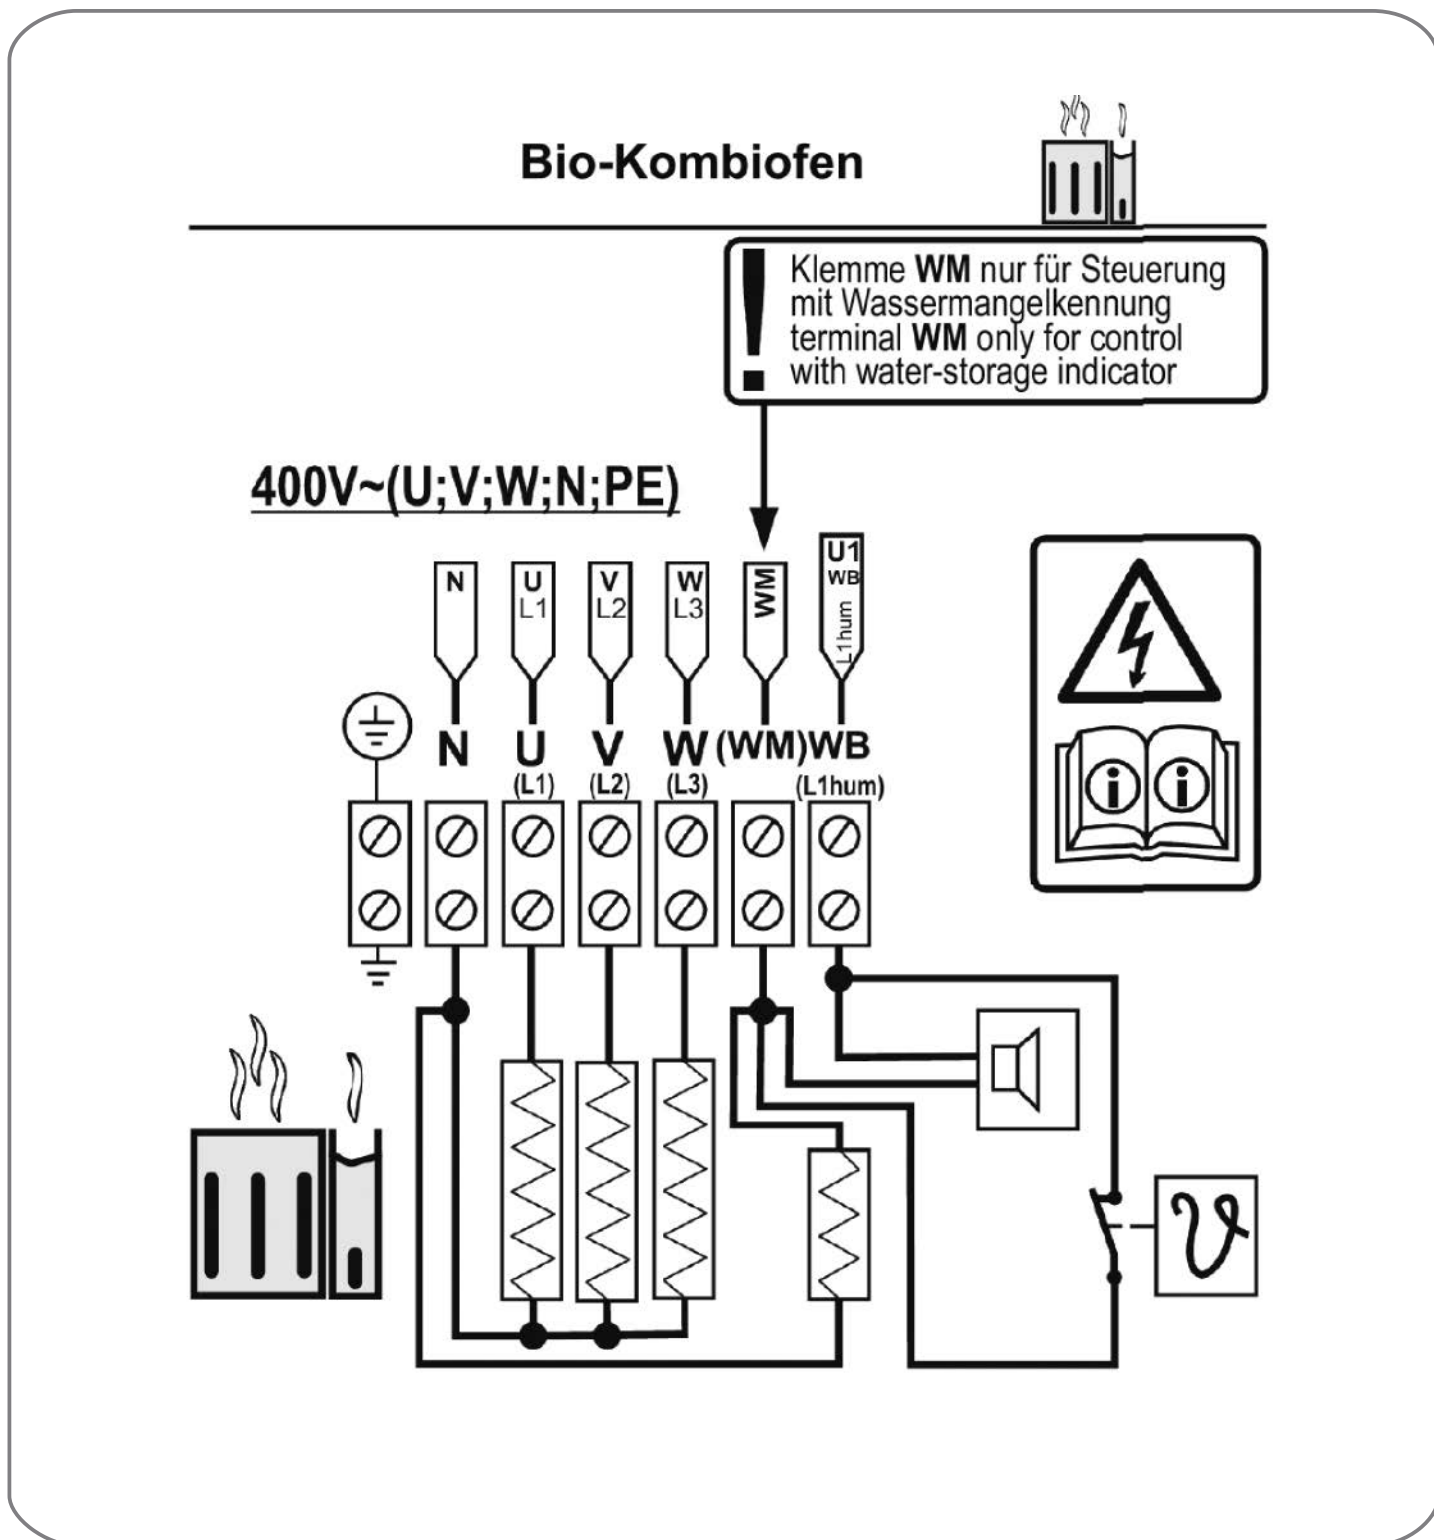 Bio-Kombiofen
Klemme WM nur für Steuerung
mit Wassermangelkennung
terminal WM only for control
with water-storage indicator
400V~(U;V;W;N;PE)
N
U
L1
V
L2
W
L3
WM
U1
WB
L1hum
N U V W (WM) WB
(L1) (L2) (L3) (L1hum)